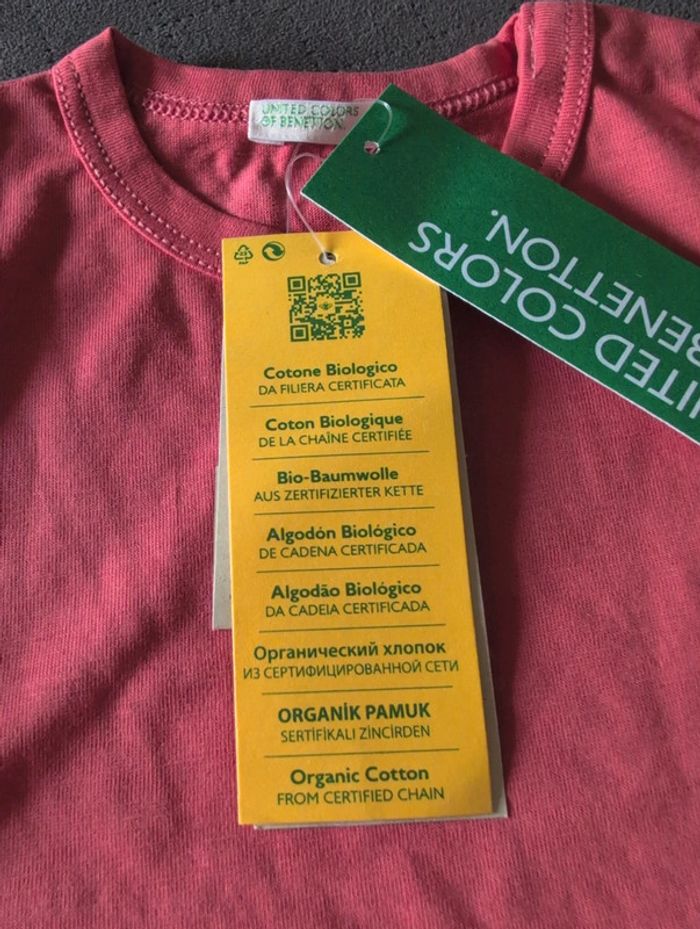 UNITED COLORS
OF BENETTON
UNITED COLORS
BENETTON.
Cotone Biologico
DA FILIERA CERTIFICATA
Coton Biologique
DE LA CHAÎNE CERTIFIÉE
Bio-Baumwolle
AUS ZERTIFIZIERTER KETTE
Algodón Biológico
DE CADENA CERTIFICADA
Algodão Biológico
DA CADEIA CERTIFICADA
Органический хлопок
ИЗ СЕРТИФИЦИРОВАННОЙ СЕТИ
ORGANİK PAMUK
SERTİFİKALI ZİNCİRDEN
Organic Cotton
FROM CERTIFIED CHAIN